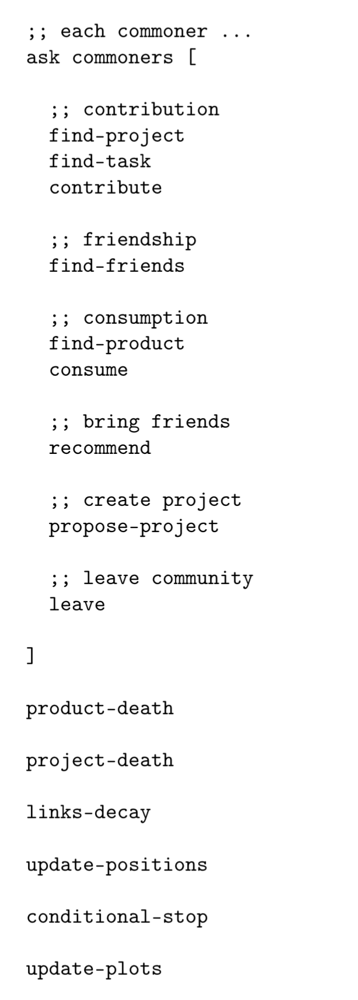 ;; each commoner ...
ask commoners [
;; contribution
find-project
find-task
contribute
;; friendship
find-friends
;; consumption
find-product
consume
;; bring friends
recommend
;; create project
propose-project
;; leave community
leave
]
product-death
project-death
links-decay
update-positions
conditional-stop
update-plots